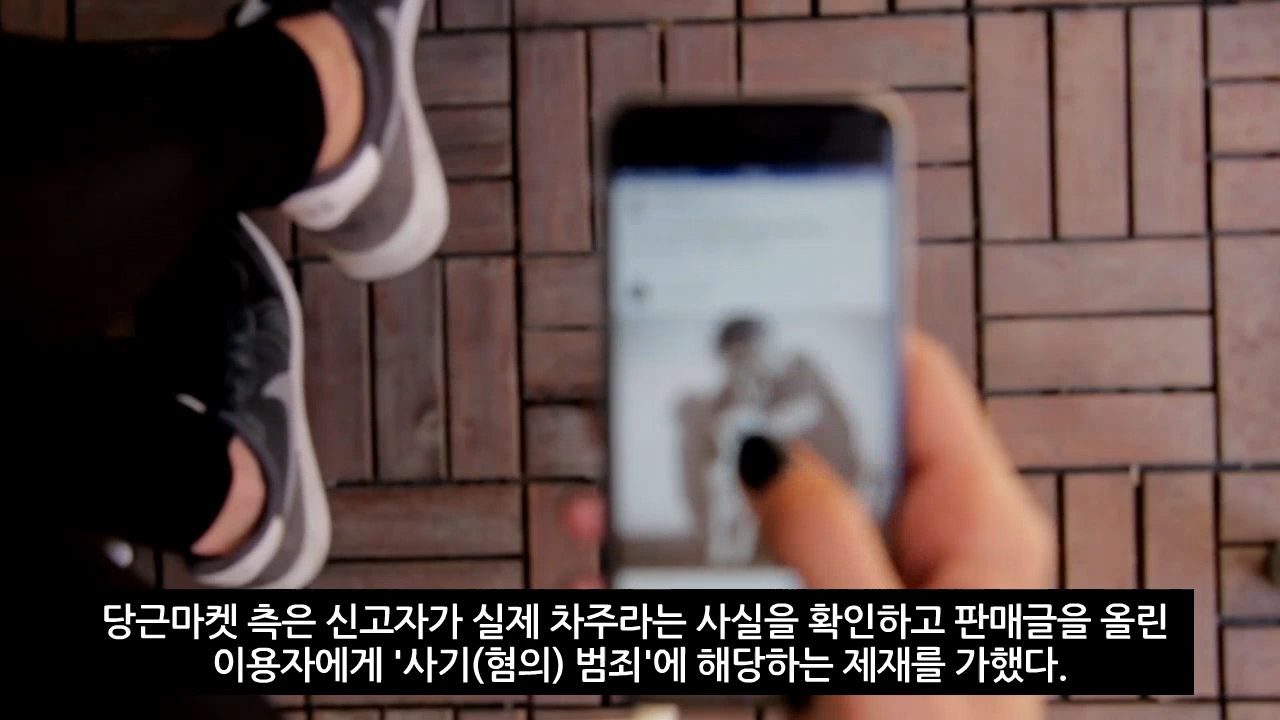 당근마켓 측은 신고자가 실제 차주라는 사실을 확인하고 판매글을 올린
이용자에게 '사기(혐의) 범죄'에 해당하는 제재를 가했다.